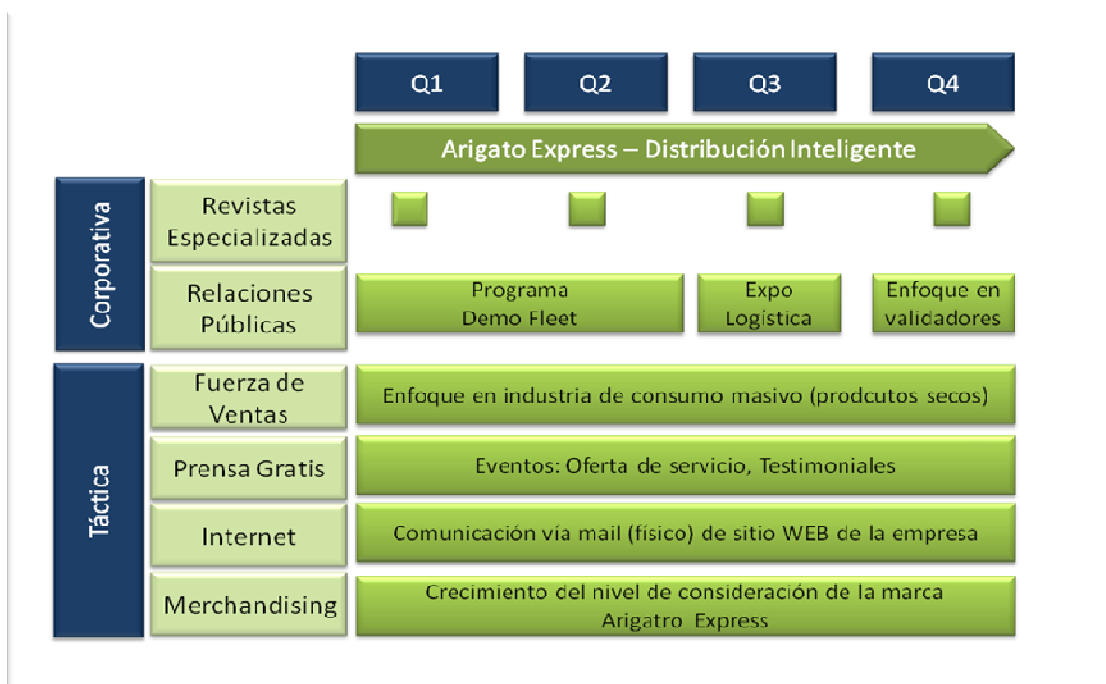 Q1
Q2
Q3
Q4
Arigato Express – Distribución Inteligente
Corporativa
Revistas
Especializadas
Relaciones
Públicas
Programa
Demo Fleet
Expo
Logística
Enfoque en
validadores
Táctica
Fuerza de
Ventas
Enfoque en industria de consumo masivo (prodcutos secos)
Prensa Gratis
Eventos: Oferta de servicio, Testimoniales
Internet
Comunicación vía mail (físico) de sitio WEB de la empresa
Merchandising
Crecimiento del nivel de consideración de la marca
Arigatro Express